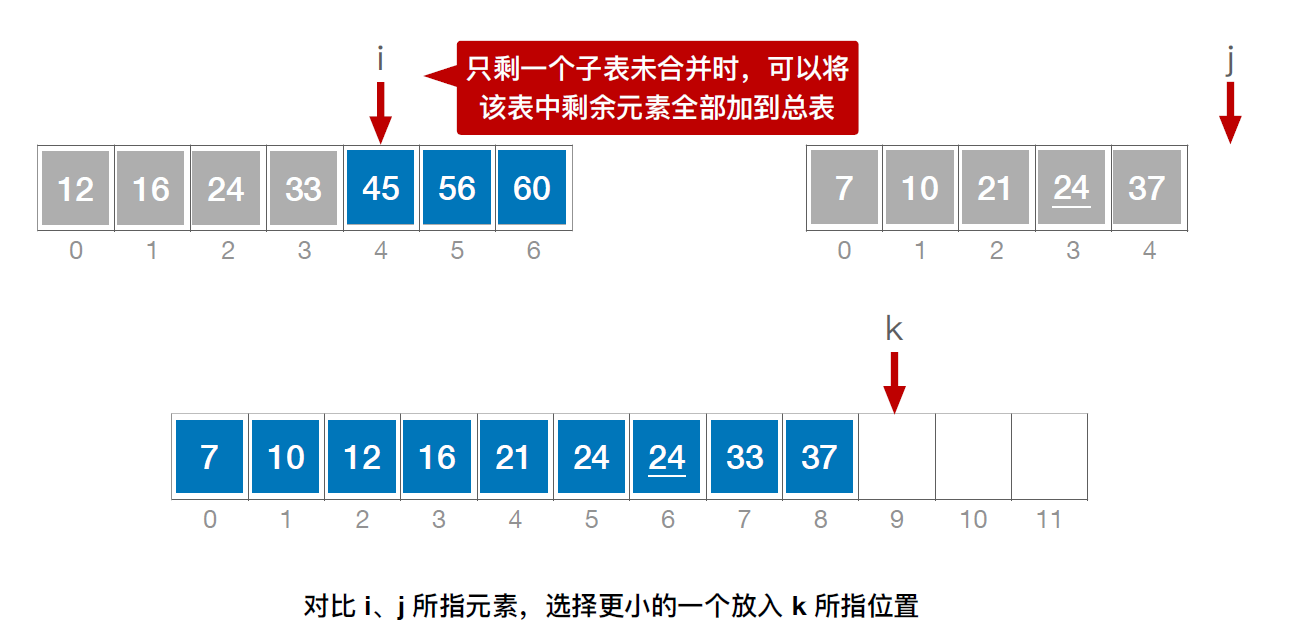 i
只剩一个子表未合并时，可以将
该表中剩余元素全部加到总表
j
12 16 24 33 45 56 60
7 10 21 24 37
0 1 2 3 4 5 6
0 1 2 3 4
k
7 10 12 16 21 24 24 33 37
0 1 2 3 4 5 6 7 8 9 10 11
对比 i、j 所指元素，选择更小的一个放入 k 所指位置